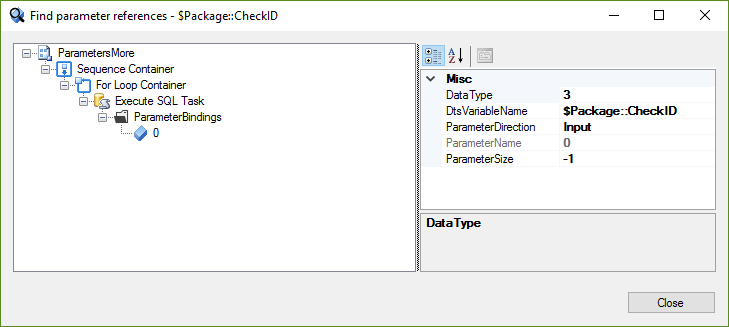 Find parameter references - $Package::CheckID
ParametersMore
Sequence Container
For Loop Container
Execute SQL Task
ParameterBindings
0
A
Z
Misc
DataType 3
DtsVariableName $Package::CheckID
ParameterDirection Input
ParameterName 0
ParameterSize -1
DataType
Close